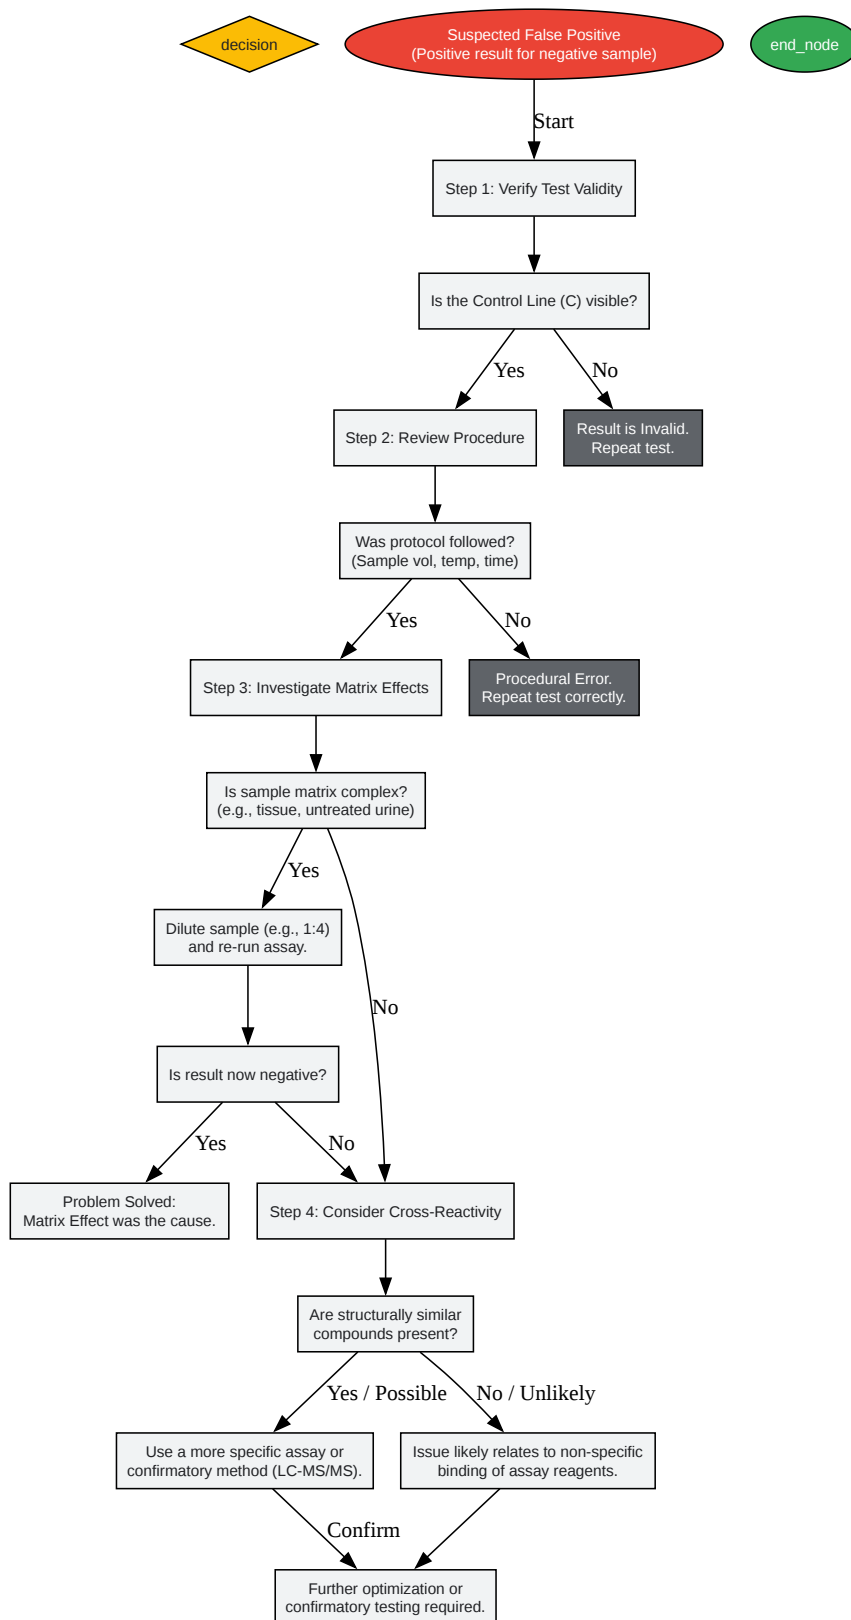 decision
Suspected False Positive
(Positive result for negative sample)
end_node
Start
Step 1: Verify Test Validity
Is the Control Line (C) visible?
Yes
No
Step 2: Review Procedure
Result is Invalid.
Repeat test.
Was protocol followed?
(Sample vol, temp, time)
Yes
No
Step 3: Investigate Matrix Effects
Procedural Error.
Repeat test correctly.
Is sample matrix complex?
(e.g., tissue, untreated urine)
Yes
Dilute sample (e.g., 1:4)
and re-run assay.
No
Is result now negative?
Yes
No
Problem Solved:
Matrix Effect was the cause.
Step 4: Consider Cross-Reactivity
Are structurally similar
compounds present?
Yes / Possible
No / Unlikely
Use a more specific assay or
confirmatory method (LC-MS/MS).
Issue likely relates to non-specific
binding of assay reagents.
Confirm
Further optimization or
confirmatory testing required.